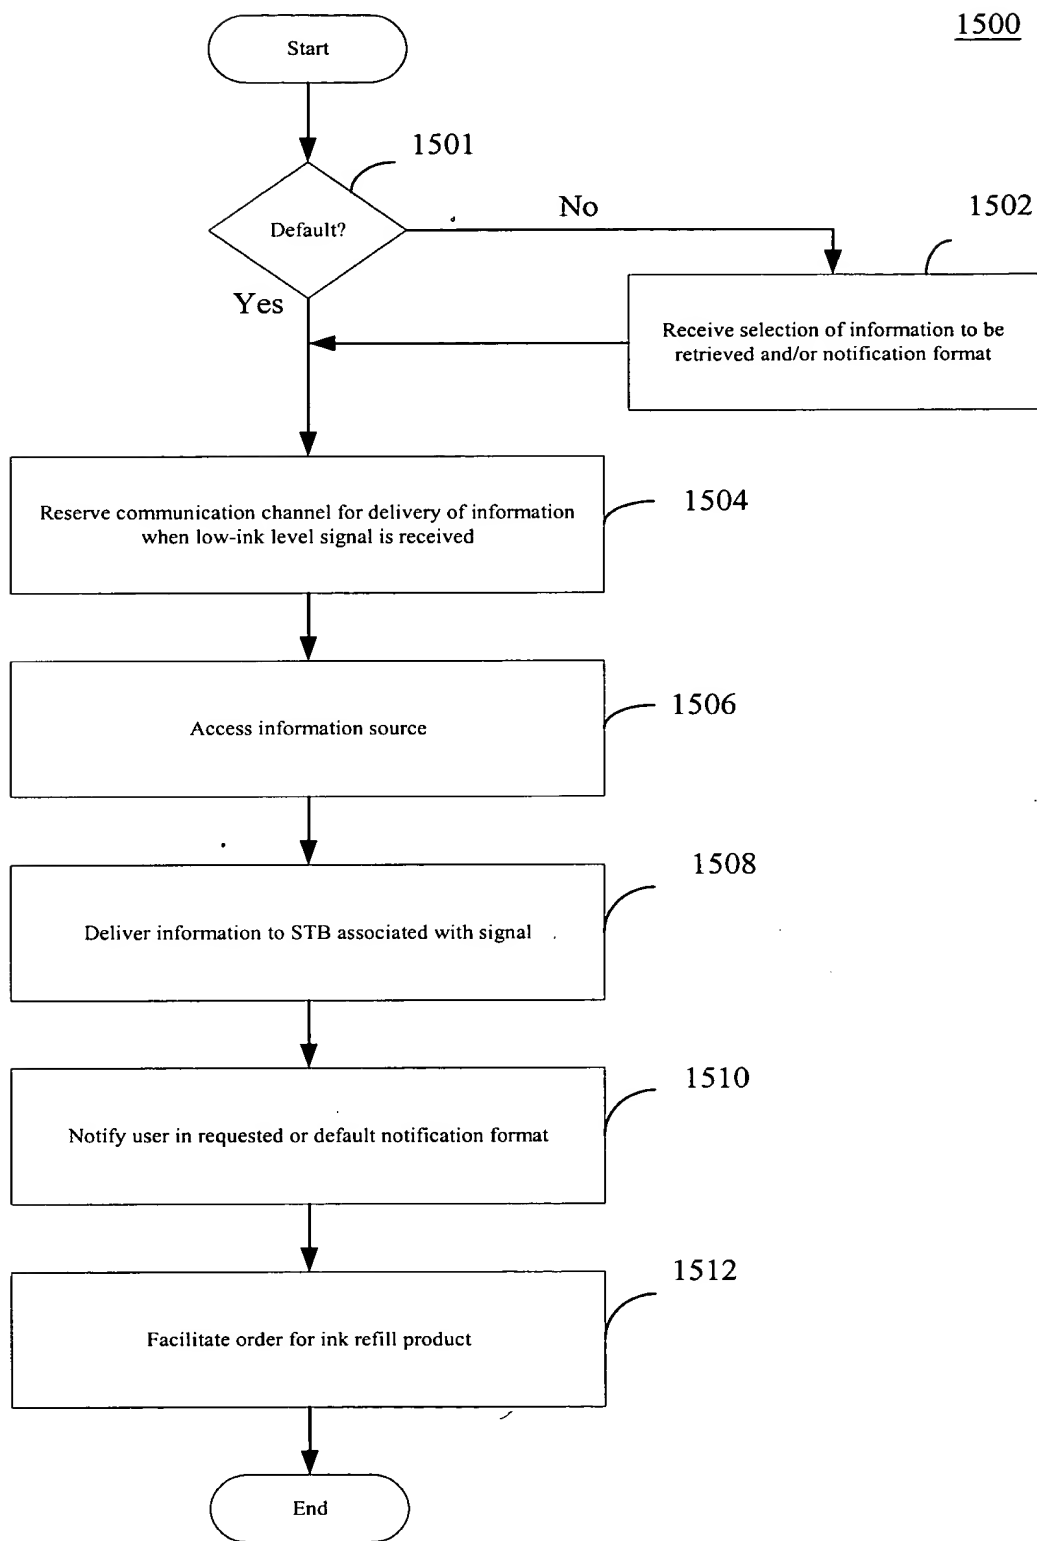 1500
Start
1501
Default?
No
1502
Yes
Receive selection of information to be
retrieved and/or notification format
Reserve communication channel for delivery of information
when low-ink level signal is received
1504
Access information source
1506
Deliver information to STB associated with signal
1508
Notify user in requested or default notification format
1510
Facilitate order for ink refill product
1512
End